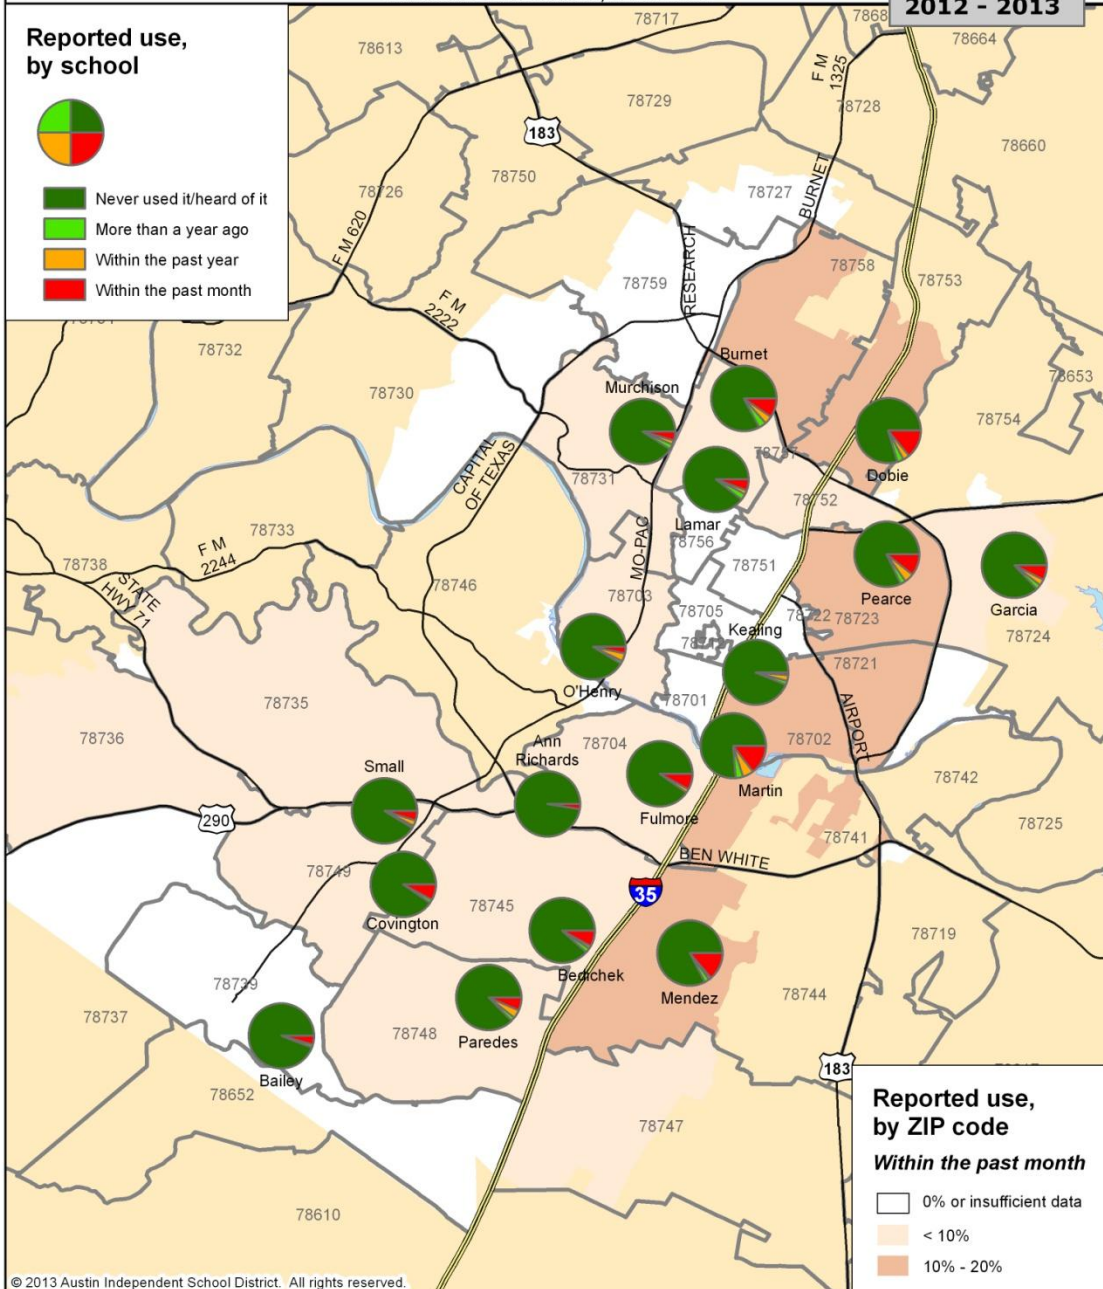 2012 – 2013
Reported use,
by school
Never used it/heard of it
More than a year ago
Within the past year
Within the past month
78717
78613
78664
F M
1325
78729
78728
183
78660
78750
78726
78727
BURNET
F M 620
RESEARCH
78758
78753
78759
F M
2222
78732
Burnet
78653
Murchison
78730
78754
CAPITAL
OF TEXAS
78731
78757
Dobie
78752
Lamar
MO-PAC
78756
78733
F M
2244
78738
78751
STATE
HWY 71
78746
78703
Pearce
Garcia
78705
78722
78723
Kealing
78724
78721
O'Henry
78701
78735
AIRPORT
78736
Ann
Richards
78704
78702
Small
78742
Martin
290
Fulmore
78725
78741
BEN WHITE
78749
35
78745
Covington
78719
Bedichek
78739
Mendez
78744
78737
78748
Paredes
183
Bailey
78652
78747
Reported use,
by ZIP code
Within the past month
0% or insufficient data
< 10%
10% - 20%
78610
© 2013 Austin Independent School District. All rights reserved.